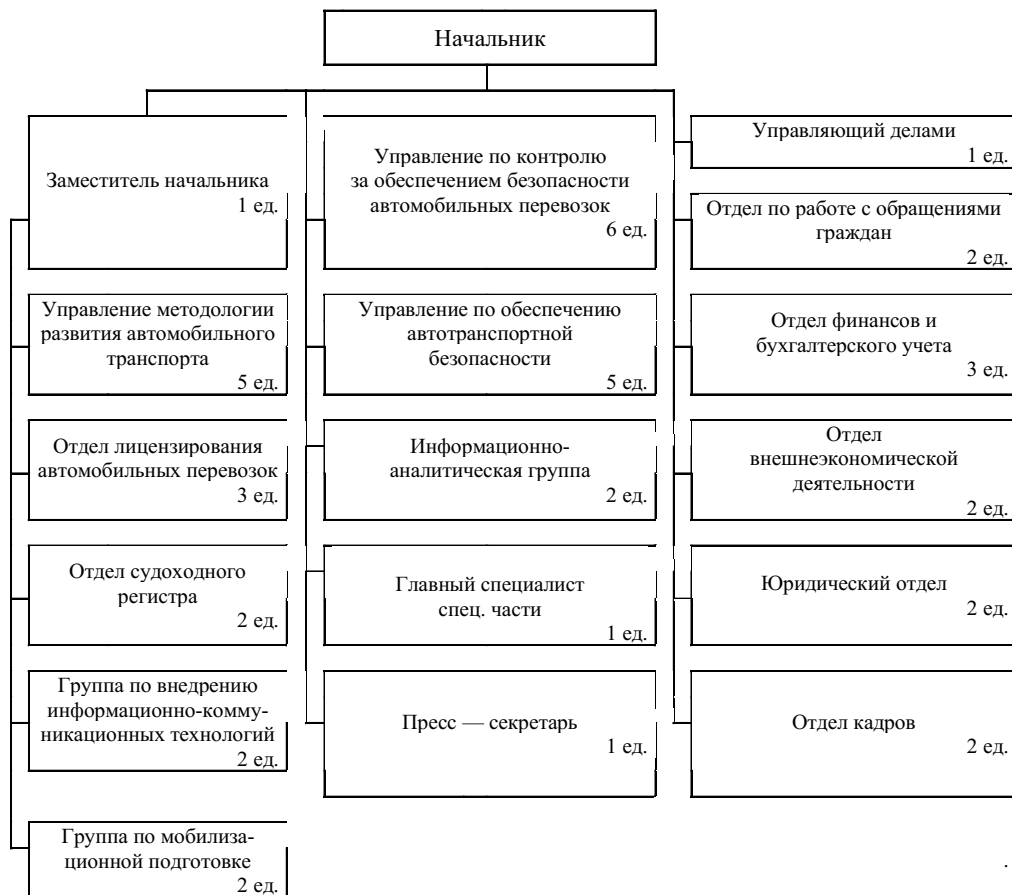 Начальник
Заместитель начальника
1 ед.
Управление методологии
развития автомобильного
транспорта
5 ед.
Отдел лицензирования
автомобильных перевозок
3 ед.
Отдел судоходного
регистра
2 ед.
Группа по внедрению
информационно-комму-
никационных технологий
2 ед.
Группа по мобилиза-
ционной подготовке
2 ед.
Управление по контролю
за обеспечением безопасности
автомобильных перевозок
6 ед.
Управление по обеспечению
автотранспортной
безопасности
5 ед.
Информационно-
аналитическая группа
2 ед.
Главный специалист
спец. части
1 ед.
Пресс — секретарь
1 ед.
Управляющий делами
1 ед.
Отдел по работе с обращениями
граждан
2 ед.
Отдел финансов и
бухгалтерского учета
3 ед.
Отдел
внешнеэкономической
деятельности
2 ед.
Юридический отдел
2 ед.
Отдел кадров
2 ед.
.